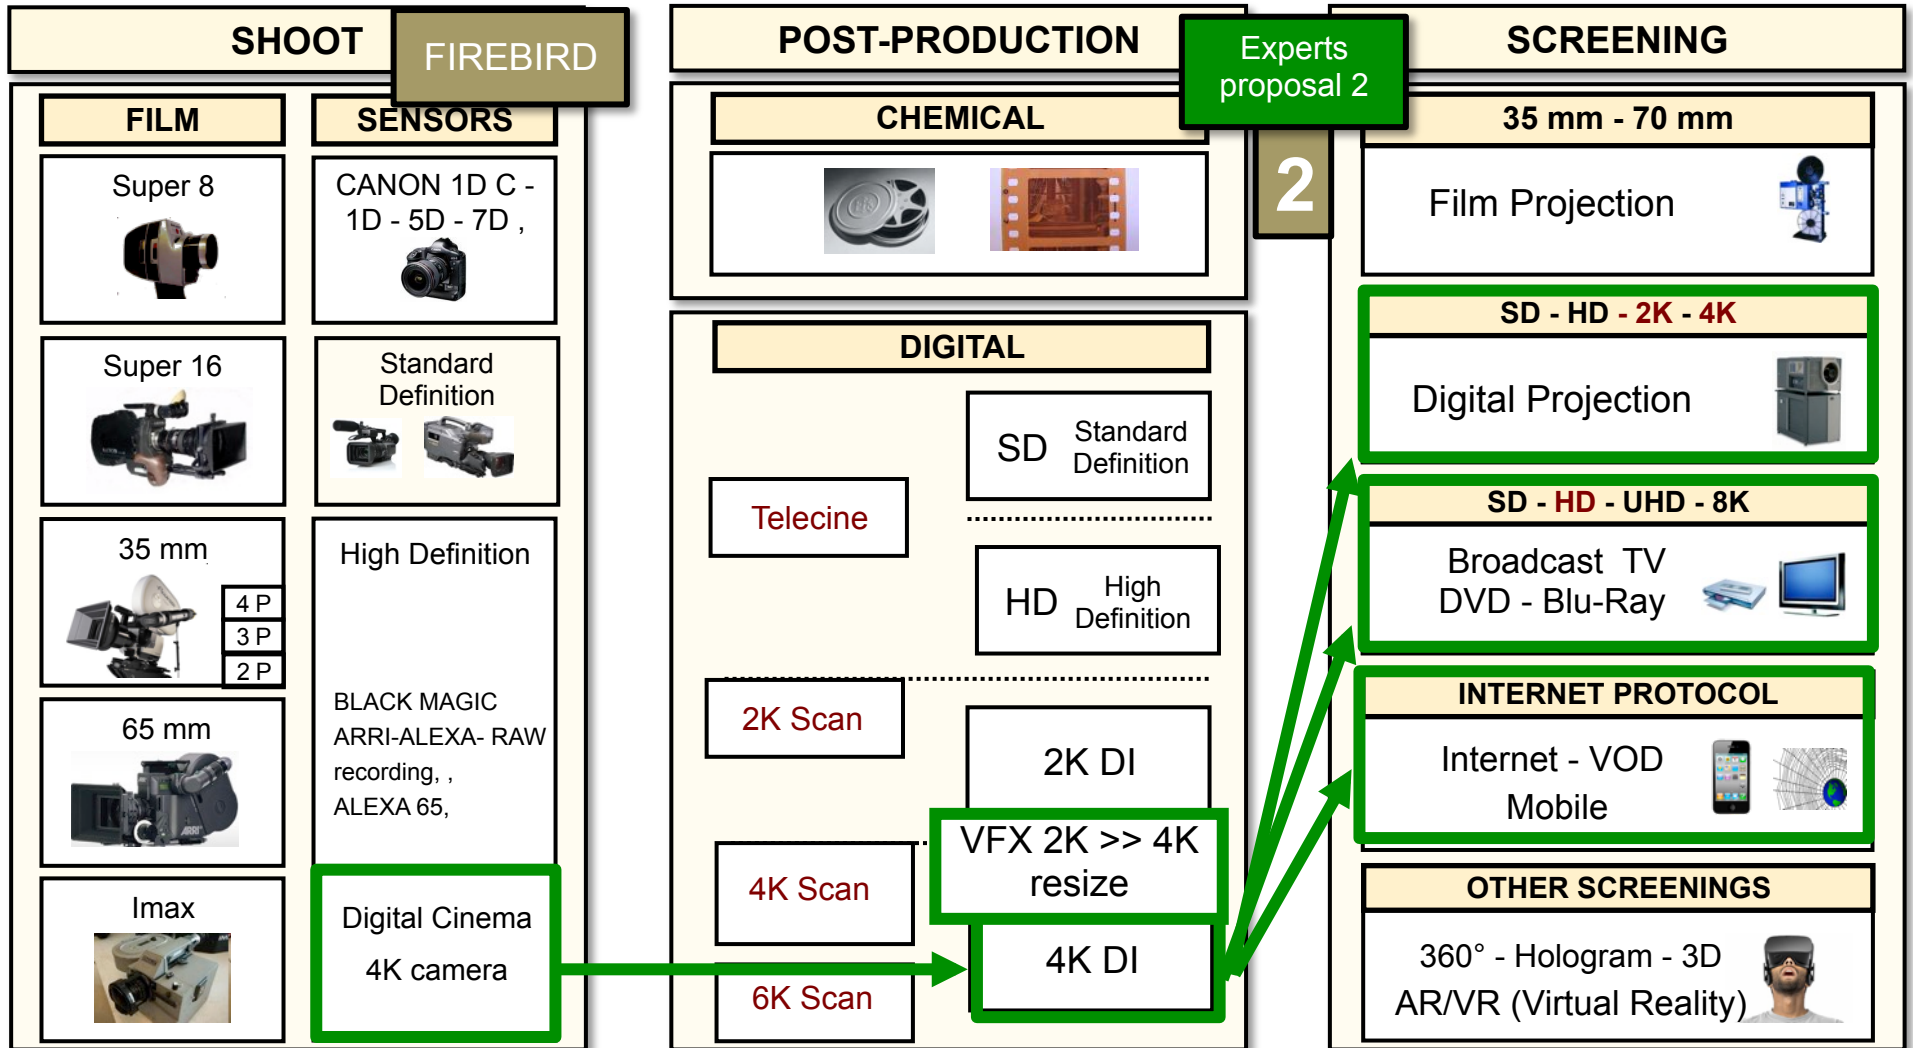 SHOOT
FIREBIRD
FILM
SENSORS
Super 8
CANON 1D C -
1D - 5D - 7D ,
Super 16
Standard
Definition
35 mm
4 P
3 P
2 P
High Definition
BLACK MAGIC
ARRI-ALEXA- RAW
recording, ,
ALEXA 65,
65 mm
ARRI
Imax
Digital Cinema
4K camera
POST-PRODUCTION
Experts
proposal 2
2
CHEMICAL
DIGITAL
SD
Standard
Definition
Telecine
HD
High
Definition
2K Scan
2K DI
VFX 2K >> 4K
resize
4K Scan
4K DI
6K Scan
SCREENING
35 mm - 70 mm
Film Projection
SD - HD - 2K - 4K
Digital Projection
SD - HD - UHD - 8K
Broadcast TV
DVD - Blu-Ray
INTERNET PROTOCOL
Internet - VOD
Mobile
OTHER SCREENINGS
360° - Hologram - 3D
AR/VR (Virtual Reality)